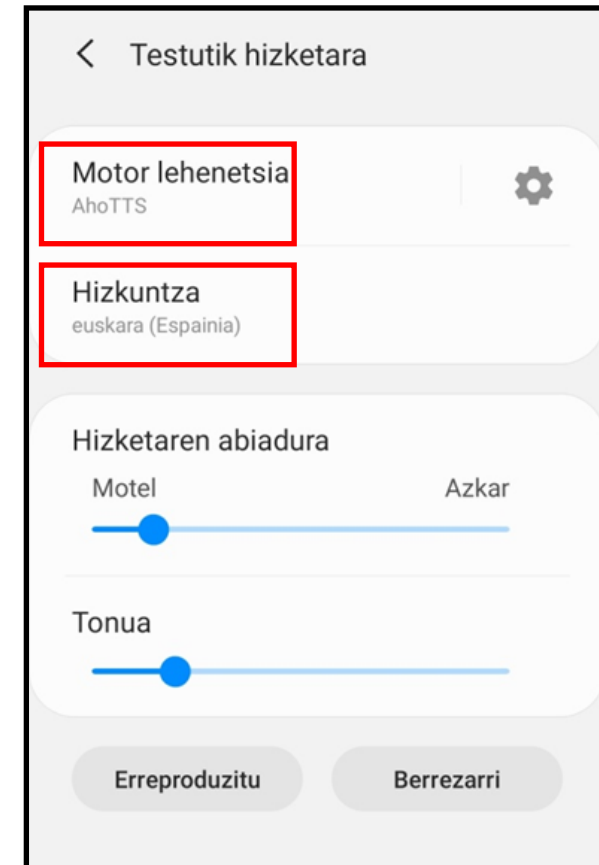 Testutik hizketara
Motor lehenetsia
AhoTTS
Hizkuntza
euskara (Espainia)
Hizketaren abiadura
Motel Azkar
Tonua
Erreproduzitu Berrezarri